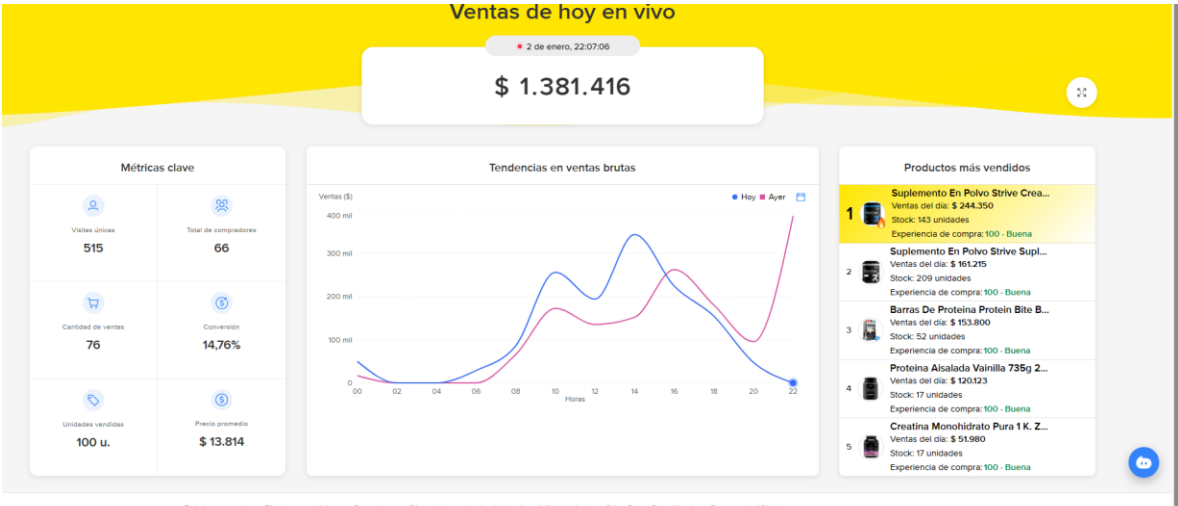 Ventas de hoy en vivo
2 de enero, 22:07:06
$ 1.381.416
Métricas clave
Visitas únicas
515
Total de compradores
66
Cantidad de ventas
76
Conversión
14,76%
Unidades vendidas
100 u.
Precio promedio
$ 13.814
Tendencias en ventas brutas
Ventas ($)
Hoy Ayer
400 mil
300 mil
200 mil
100 mil
0
00 02 04 06 08 10 12 14 16 18 20 22
Horas
Productos más vendidos
1
Suplemento En Polvo Strive Crea...
Ventas del día: $ 244.350
Stock: 143 unidades
Experiencia de compra: 100 - Buena
2
Suplemento En Polvo Strive Supl...
Ventas del día: $ 161.215
Stock: 209 unidades
Experiencia de compra: 100 - Buena
3
Barras De Proteina Protein Bite B...
Ventas del día: $ 153.800
Stock: 52 unidades
Experiencia de compra: 100 - Buena
4
Proteina Aisalada Vainilla 735g 2...
Ventas del día: $ 120.123
Stock: 17 unidades
Experiencia de compra: 100 - Buena
5
Creatina Monohidrato Pura 1 K. Z...
Ventas del día: $ 51.980
Stock: 17 unidades
Experiencia de compra: 100 - Buena